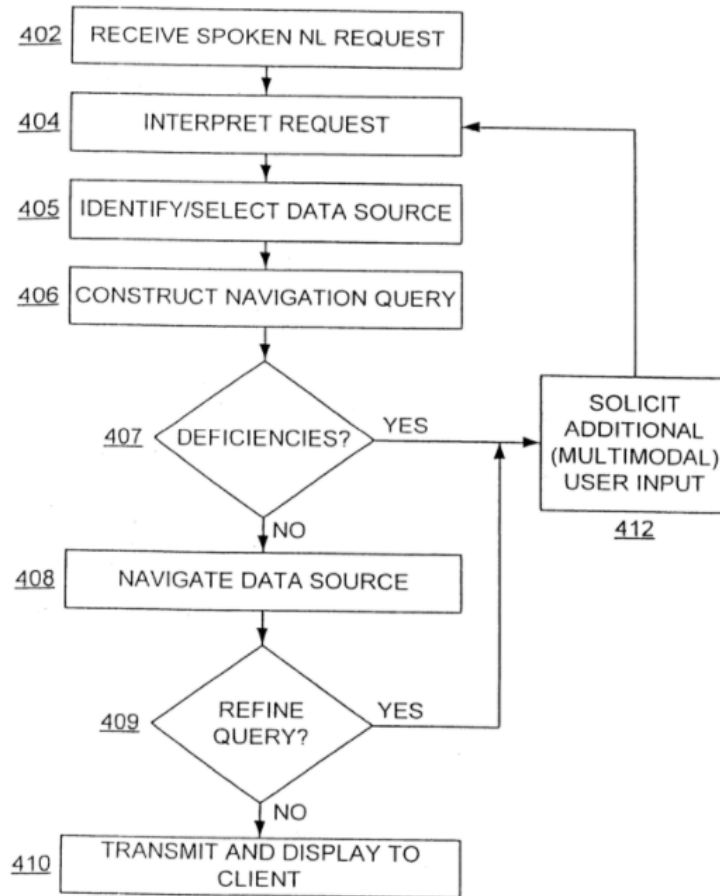 402 RECEIVE SPOKEN NL REQUEST
404 INTERPRET REQUEST
405 IDENTIFY/SELECT DATA SOURCE
406 CONSTRUCT NAVIGATION QUERY
407 DEFICIENCIES? YES
SOLICIT
ADDITIONAL
(MULTIMODAL)
USER INPUT
412
NO
408 NAVIGATE DATA SOURCE
409 REFINE
QUERY?
YES
NO
410 TRANSMIT AND DISPLAY TO
CLIENT